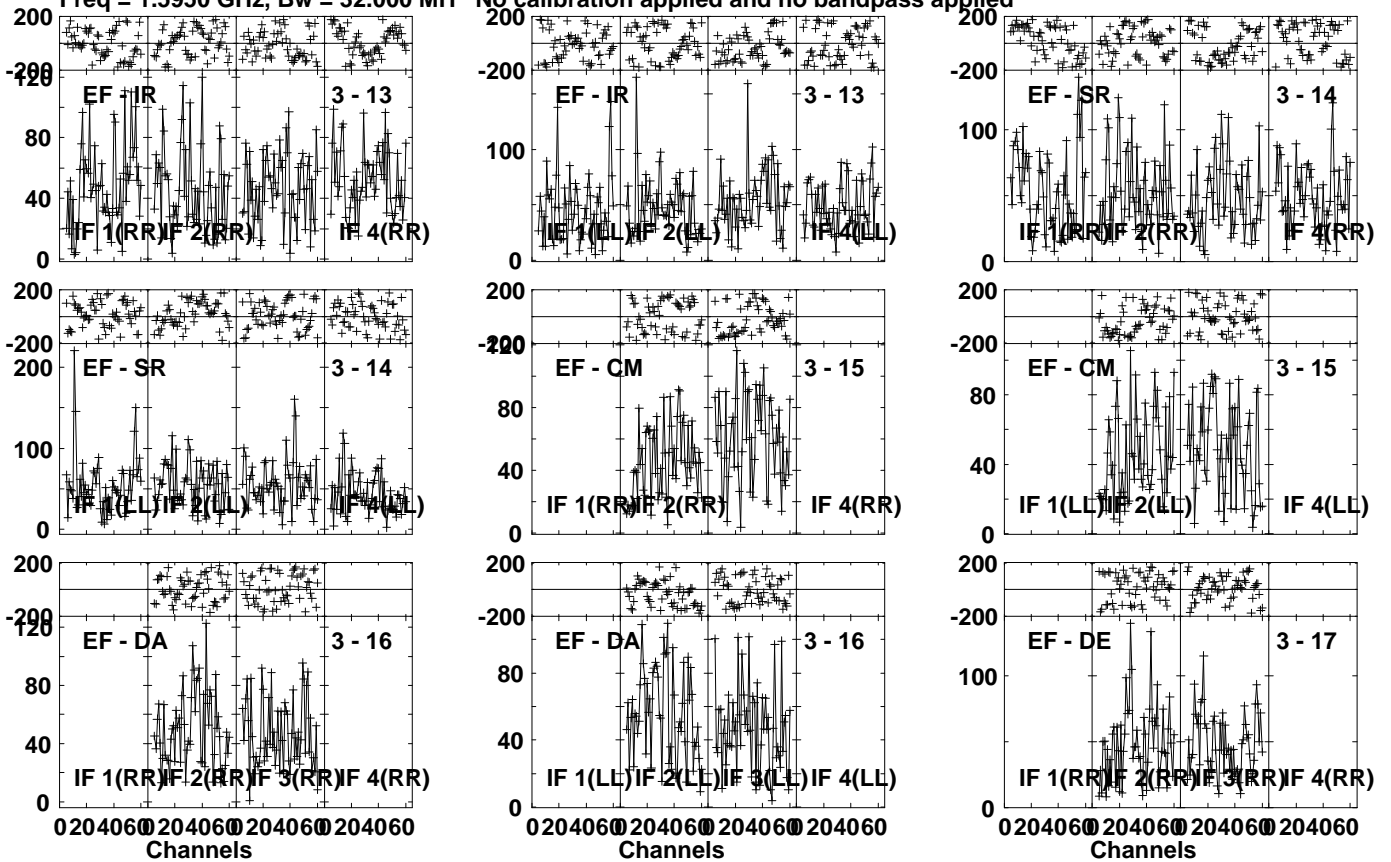 Freq = 1.5950 GHz, Bw = 32.000 MH No calibration applied and no bandpass applied
200
-200
120
80
40
0
EF - IR 3 - 13
IF 1(RR) IF 2(RR) IF 4(RR)
200
-200
100
0
EF - IR 3 - 13
IF 1(LL) IF 2(LL) IF 4(LL)
200
-200
100
0
EF - SR 3 - 14
IF 1(RR) IF 2(RR) IF 4(RR)
200
-200
200
100
0
EF - SR 3 - 14
IF 1(LL) IF 2(LL) IF 4(LL)
200
-200
120
80
40
0
EF - CM 3 - 15
IF 1(RR) IF 2(RR) IF 4(RR)
200
-200
80
40
0
EF - CM 3 - 15
IF 1(LL) IF 2(LL) IF 4(LL)
200
-200
120
80
40
0
EF - DA 3 - 16
IF 1(RR) IF 2(RR) IF 3(RR) IF 4(RR)
0 20 40 60 0 20 40 60 0 20 40 60 0 20 40 60
Channels
200
-200
80
40
0
EF - DA 3 - 16
IF 1(LL) IF 2(LL) IF 3(LL) IF 4(LL)
0 20 40 60 0 20 40 60 0 20 40 60 0 20 40 60
Channels
200
-200
100
0
EF - DE 3 - 17
IF 1(RR) IF 2(RR) IF 3(RR) IF 4(RR)
0 20 40 60 0 20 40 60 0 20 40 60 0 20 40 60
Channels